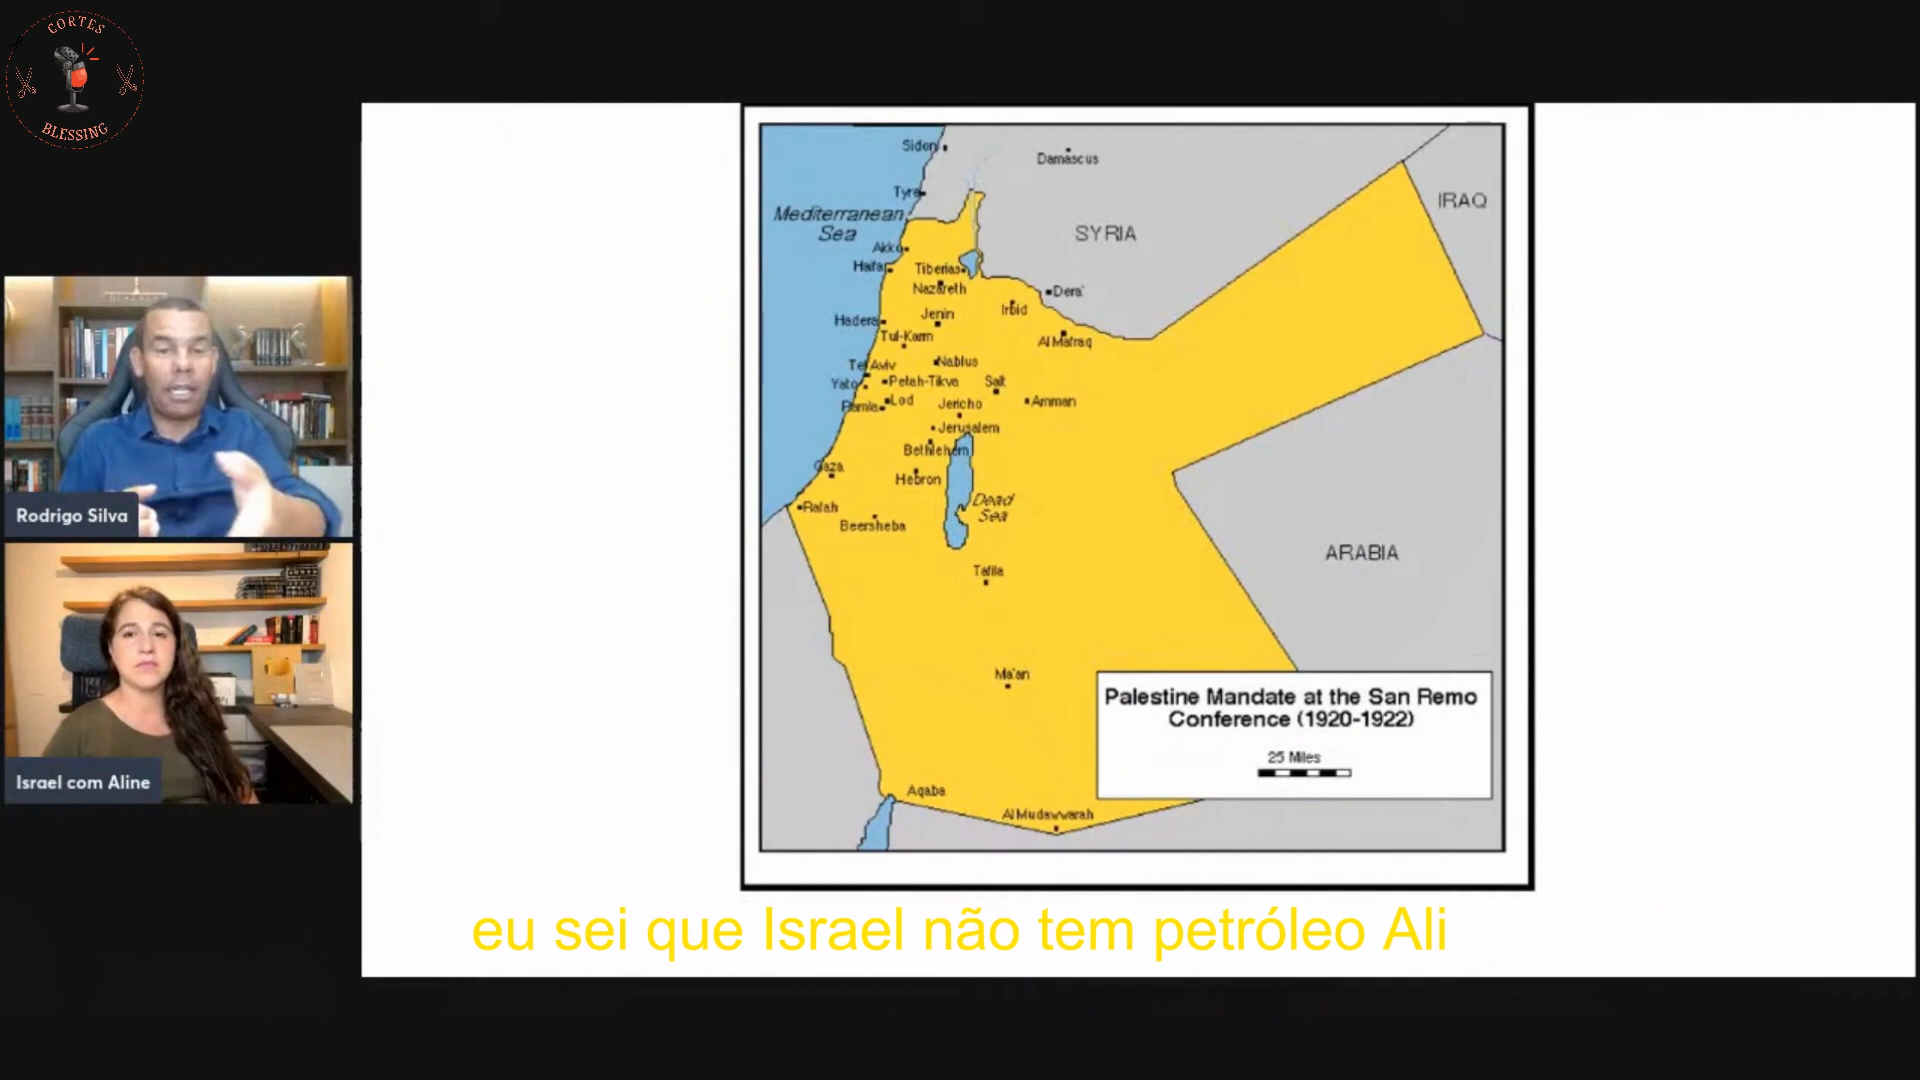 CORTES
BLESSING
Rodrigo Silva
Israel com Aline
Sidon
Damascus
Tyre
IRAQ
Mediterranean
Sea
SYRIA
Akko
Haifa
Tiberias
Nazareth
Dera'
Irbid
Jenin
Hadera
Tul-Karm
Al Mafraq
Tel Aviv
Nablus
Yafo
Petah-Tikva
Salt
Ramla
Lod
Jericho
Amman
Jerusalem
Bethlehem
Gaza
Hebron
Dead
Sea
Rafah
Beersheba
ARABIA
Tafila
Ma'an
Palestine Mandate at the San Remo
Conference (1920-1922)
25 Miles
Aqaba
Al Mudawwarah
eu sei que Israel não tem petróleo Ali